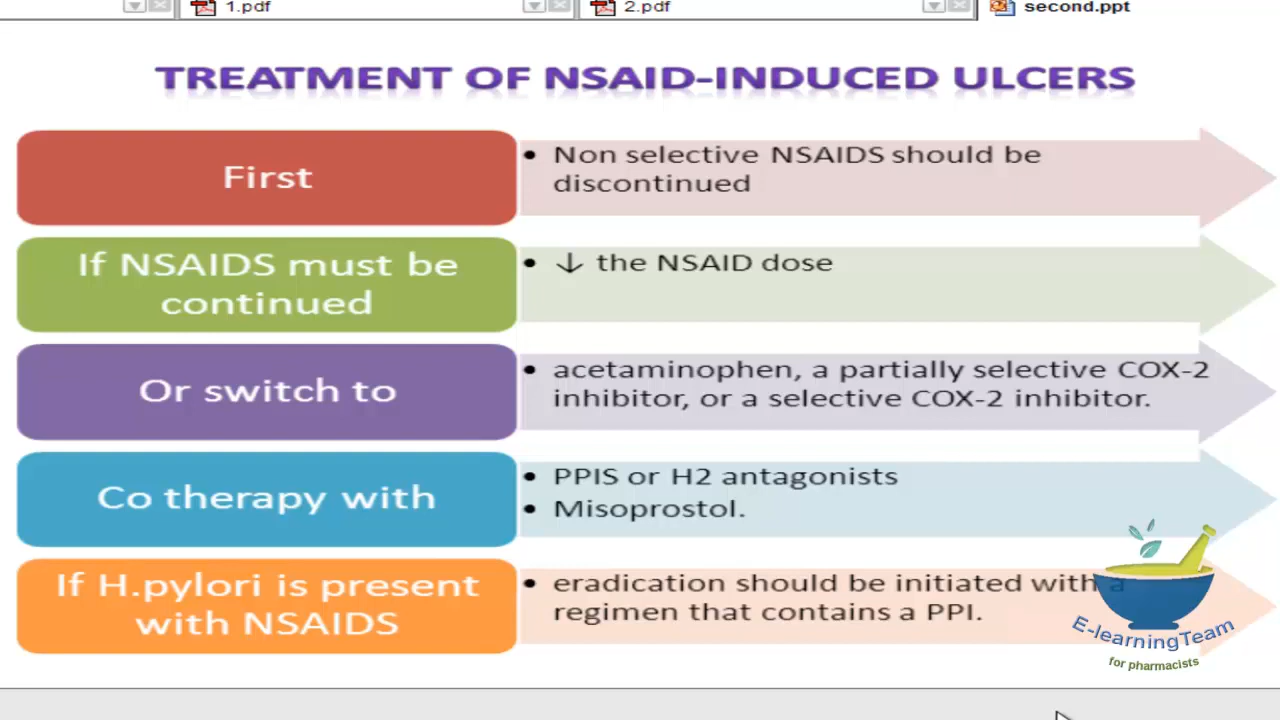 1.pdf
2.pdf
second.ppt
TREATMENT OF NSAID-INDUCED ULCERS
First
• Non selective NSAIDS should be
discontinued
If NSAIDS must be
continued
• ↓ the NSAID dose
Or switch to
• acetaminophen, a partially selective COX-2
inhibitor, or a selective COX-2 inhibitor.
Co therapy with
• PPIS or H2 antagonists
• Misoprostol.
If H.pylori is present
with NSAIDS
• eradication should be initiated with a
regimen that contains a PPI.
E-learningTeam
for pharmacists